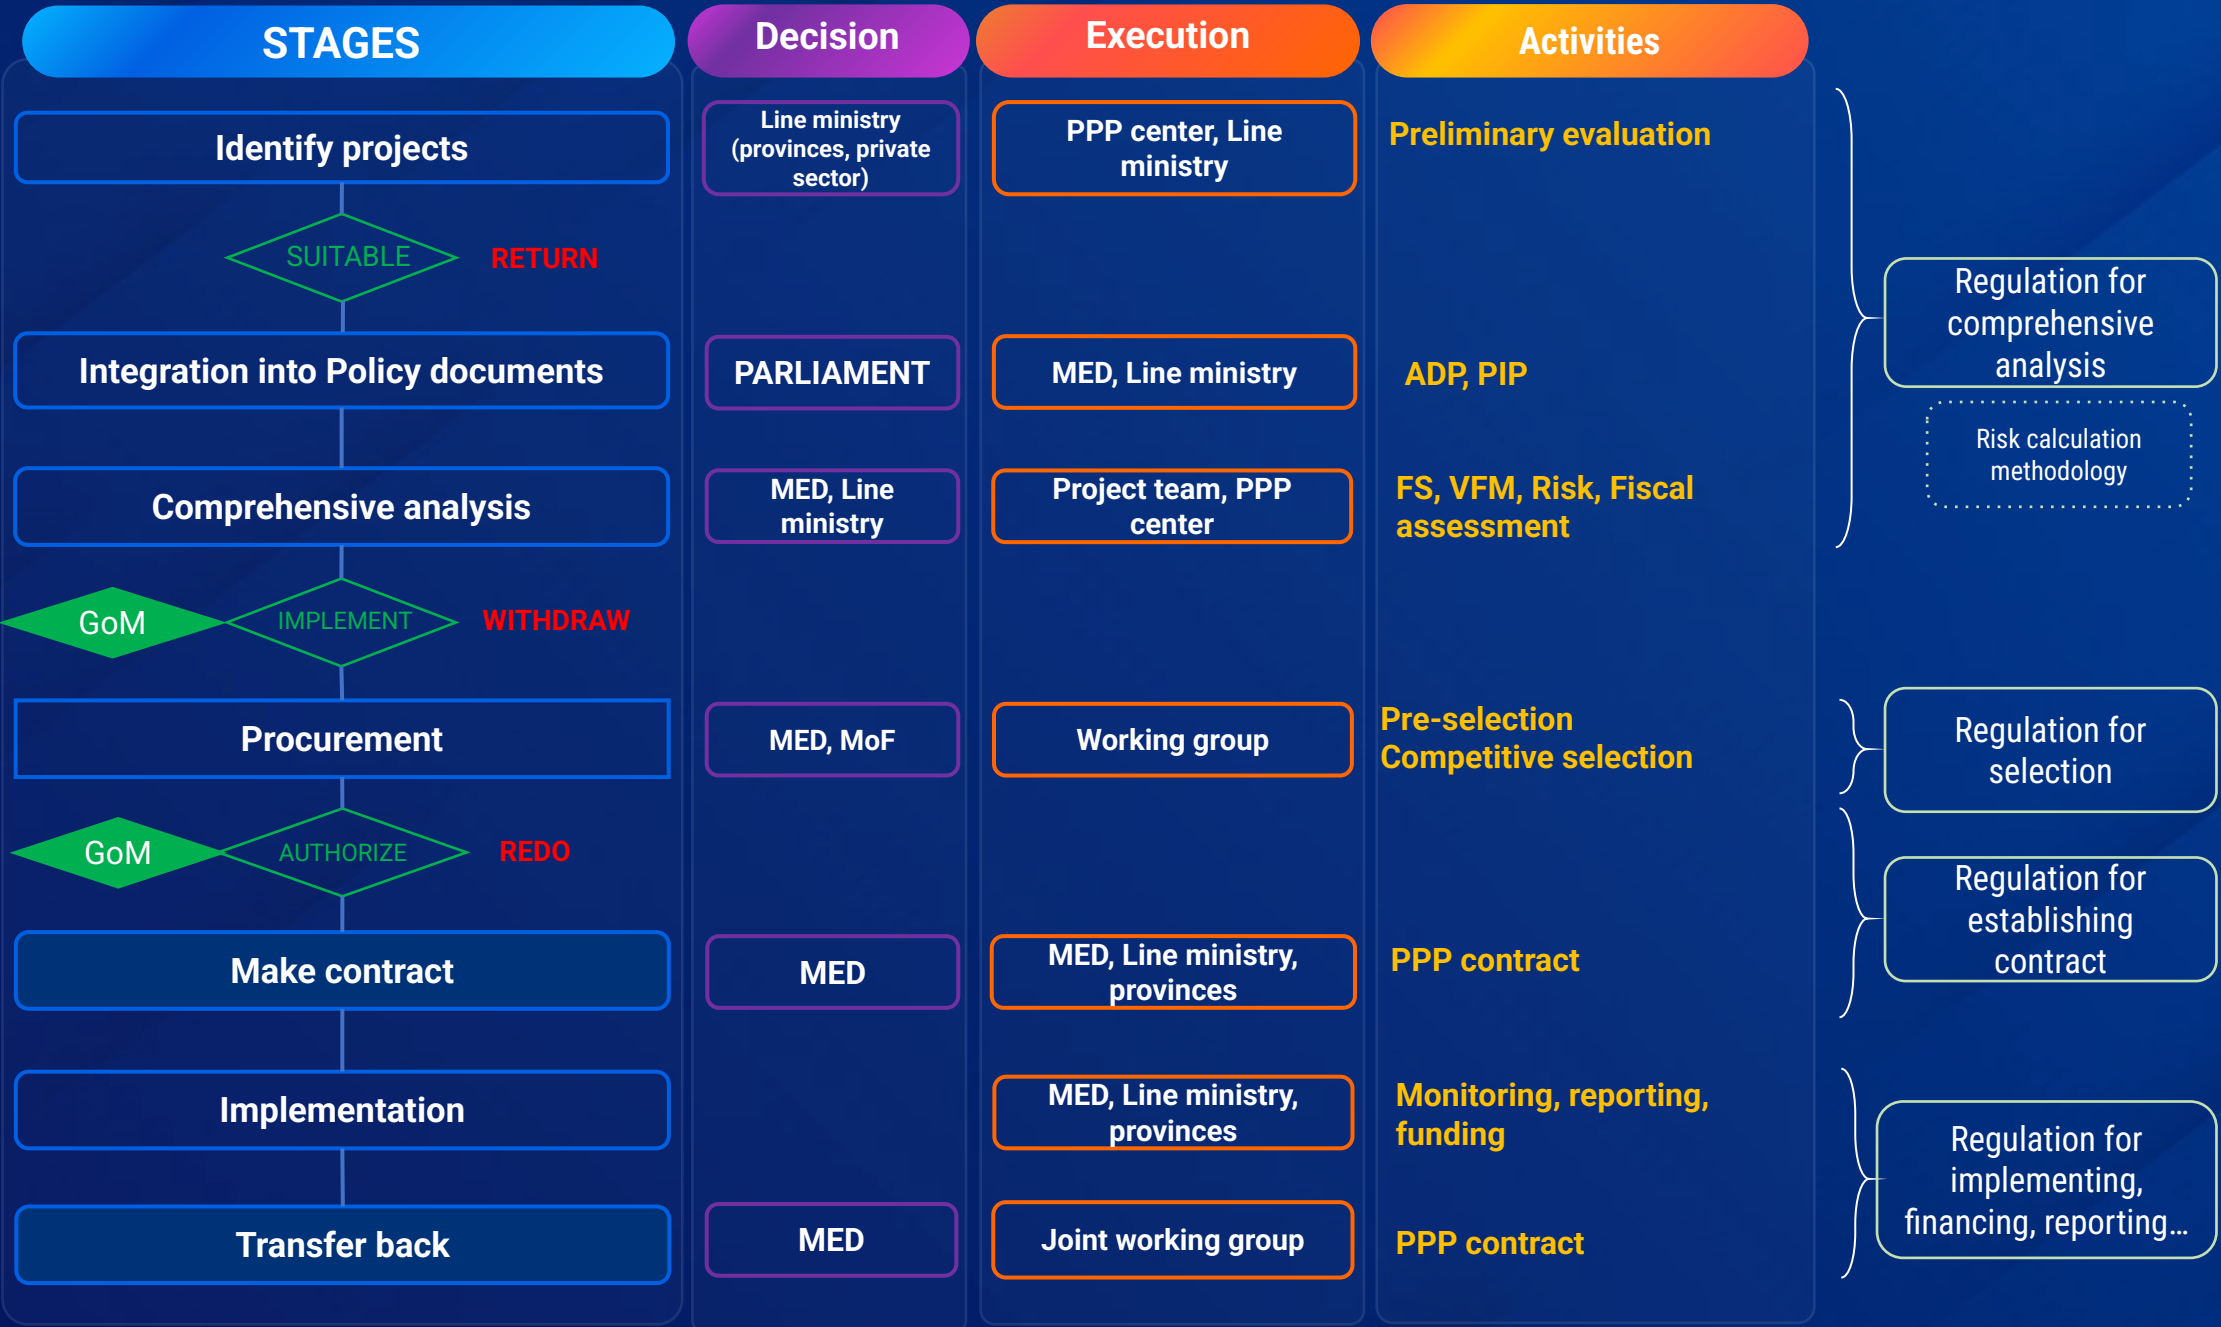 STAGES
Decision
Execution
Activities
Identify projects
Line ministry
(provinces, private
sector)
PPP center, Line
ministry
Preliminary evaluation
SUITABLE
RETURN
Regulation for
comprehensive
analysis
Integration into Policy documents
PARLIAMENT
MED, Line ministry
ADP, PIP
Risk calculation
methodology
Comprehensive analysis
MED, Line
ministry
Project team, PPP
center
FS, VFM, Risk, Fiscal
assessment
GoM
IMPLEMENT
WITHDRAW
Procurement
MED, MoF
Working group
Pre-selection
Competitive selection
Regulation for
selection
GoM
AUTHORIZE
REDO
Regulation for
establishing
contract
Make contract
MED
MED, Line ministry,
provinces
PPP contract
Implementation
MED, Line ministry,
provinces
Monitoring, reporting,
funding
Regulation for
implementing,
financing, reporting...
Transfer back
MED
Joint working group
PPP contract